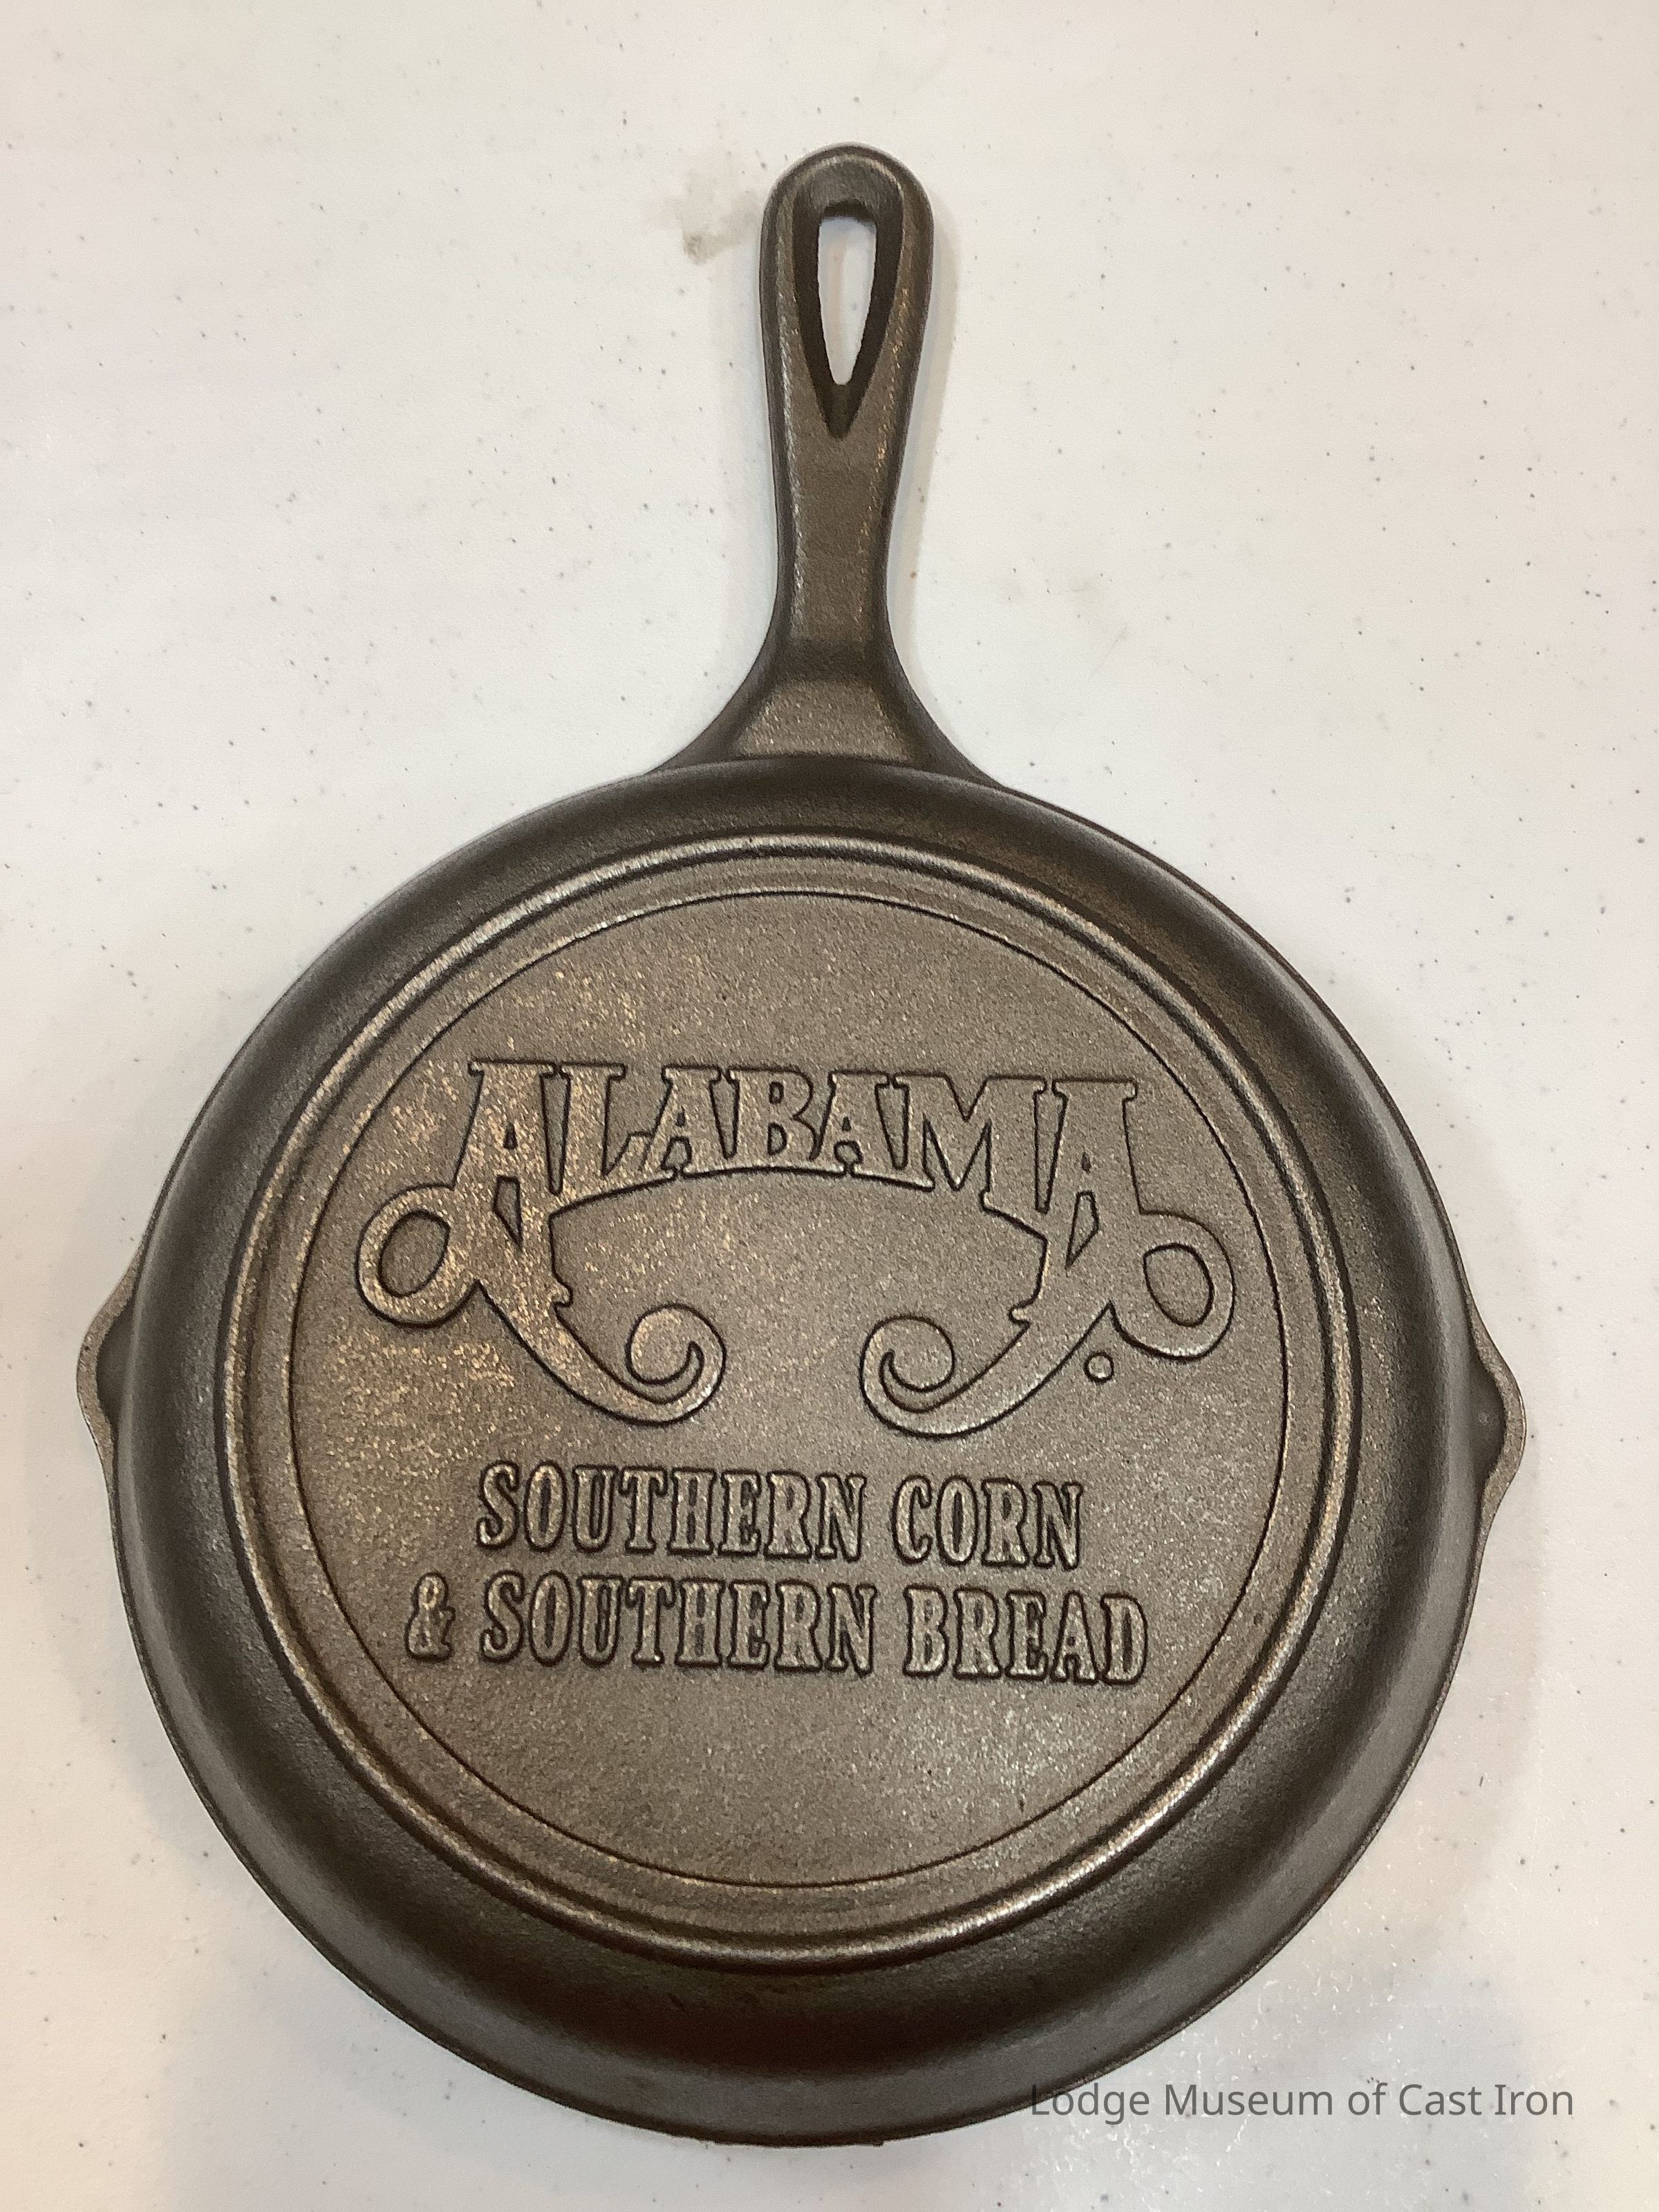 ALABAMA
SOUTHERN CORN
& SOUTHERN BREAD
Lodge Museum of Cast Iron